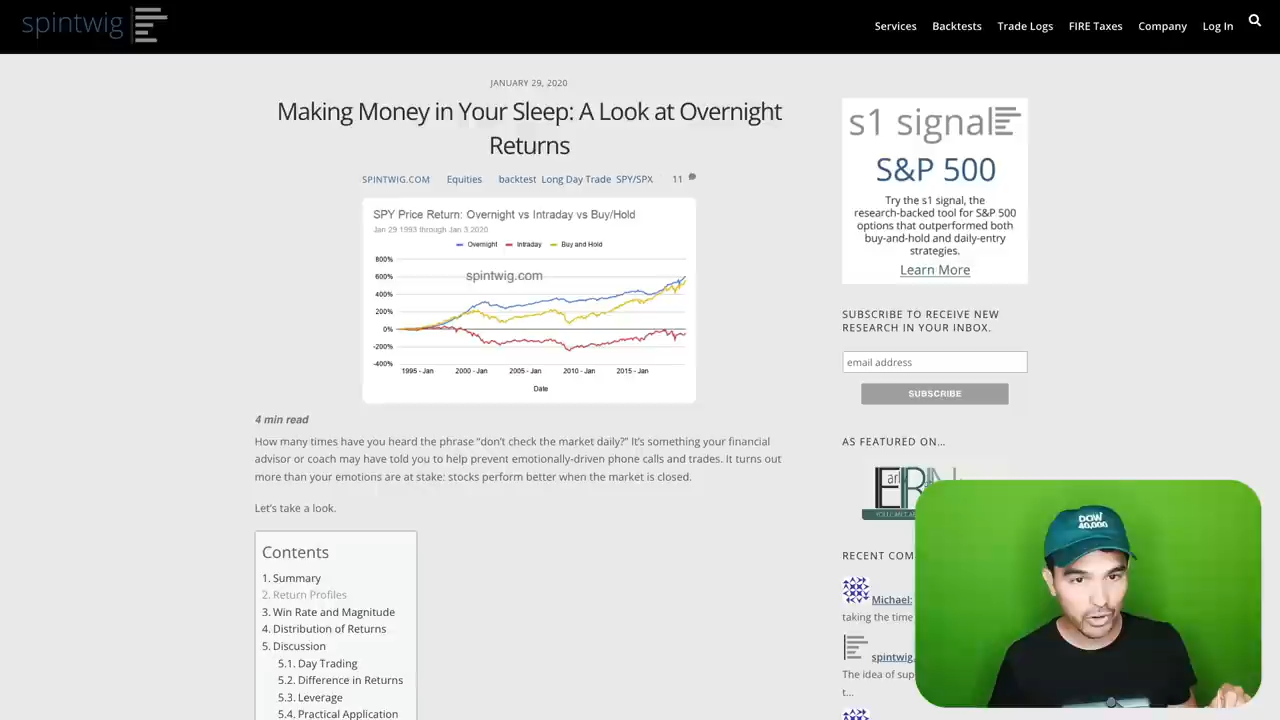 spintwig
Services Backtests Trade Logs FIRE Taxes Company Log In
JANUARY 29, 2020
Making Money in Your Sleep: A Look at Overnight
Returns
SPINTWIG.COM Equities backtest Long Day Trade SPY/SPX 11
SPY Price Return: Overnight vs Intraday vs Buy/Hold
Jan 29 1993 through Jan 3 2020
Overnight Intraday Buy and Hold
spintwig.com
800%
600%
400%
200%
0%
-200%
-400%
1995 - Jan 2000 - Jan 2005 - Jan 2010 - Jan 2015 - Jan
Date
4 min read
How many times have you heard the phrase “don’t check the market daily?” It’s something your financial
advisor or coach may have told you to help prevent emotionally-driven phone calls and trades. It turns out
more than your emotions are at stake: stocks perform better when the market is closed.
Let’s take a look.
Contents
1. Summary
2. Return Profiles
3. Win Rate and Magnitude
4. Distribution of Returns
5. Discussion
5.1. Day Trading
5.2. Difference in Returns
5.3. Leverage
5.4. Practical Application
s1 signal
S&P 500
Try the s1 signal, the
research-backed tool for S&P 500
options that outperformed both
buy-and-hold and daily-entry
strategies.
Learn More
SUBSCRIBE TO RECEIVE NEW
RESEARCH IN YOUR INBOX.
email address
SUBSCRIBE
AS FEATURED ON…
RECENT COM
Michael:
taking the time
spintwig.
The idea of sup
t...
DOW
40,000